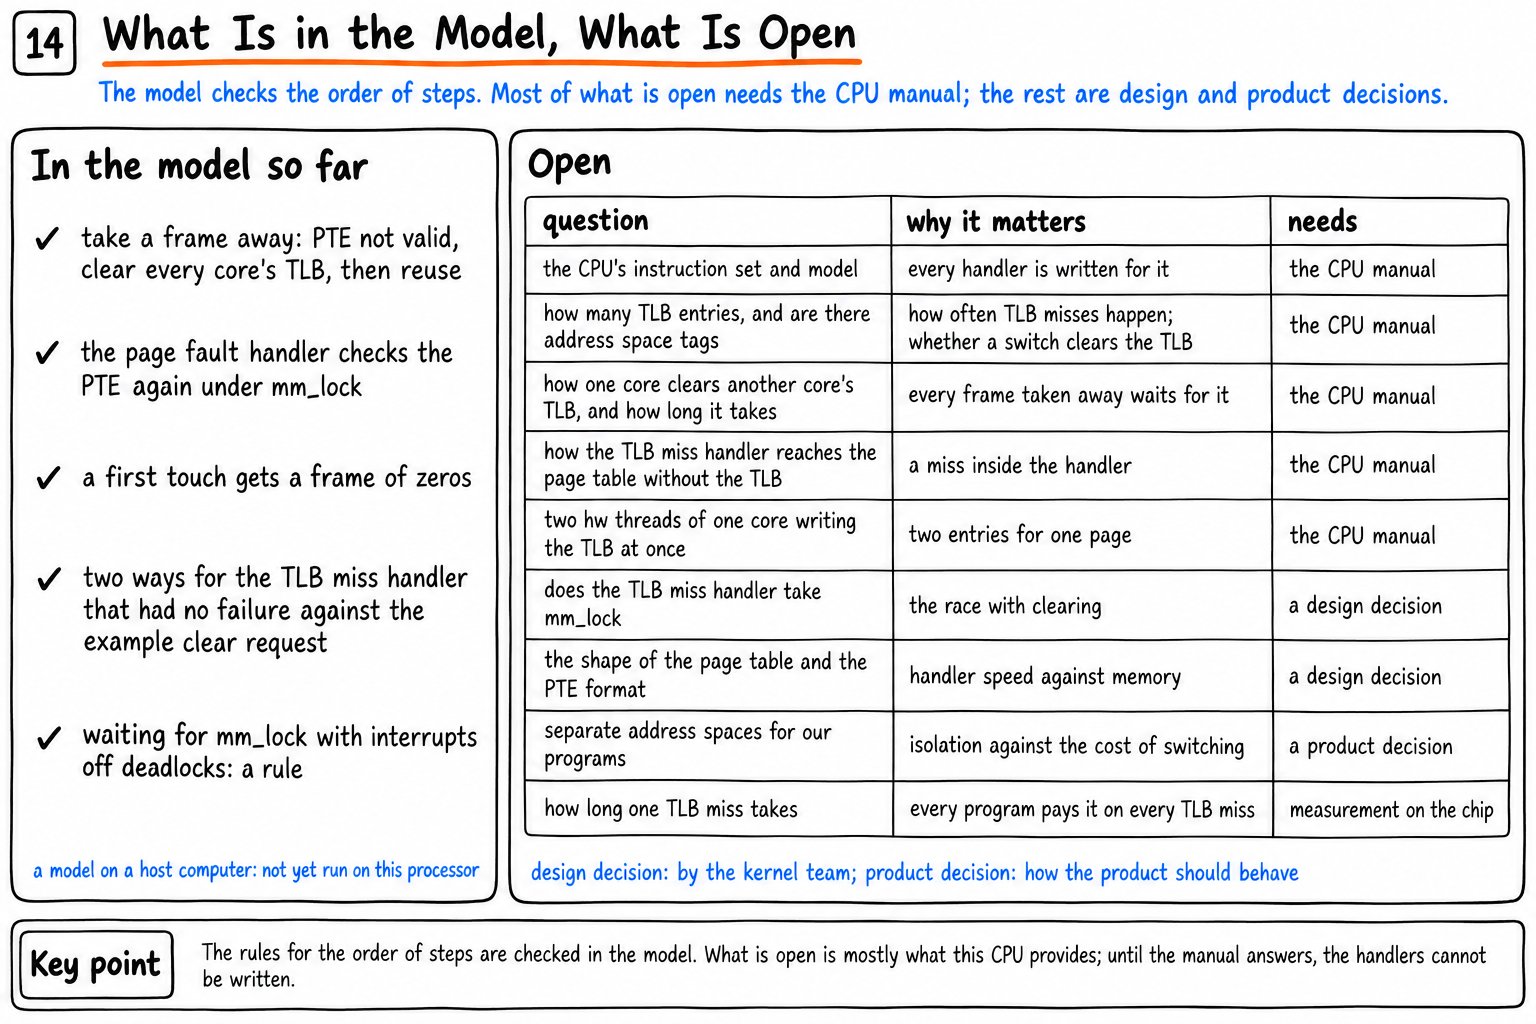 14
What Is in the Model, What Is Open
The model checks the order of steps. Most of what is open needs the CPU manual; the rest are design and product decisions.
In the model so far
✓ take a frame away: PTE not valid,
clear every core's TLB, then reuse
✓ the page fault handler checks the
PTE again under mm_lock
✓ a first touch gets a frame of zeros
✓ two ways for the TLB miss handler
that had no failure against the
example clear request
✓ waiting for mm_lock with interrupts
off deadlocks: a rule
a model on a host computer: not yet run on this processor
Open
question
why it matters
needs
the CPU's instruction set and model
every handler is written for it
the CPU manual
how many TLB entries, and are there
address space tags
how often TLB misses happen;
whether a switch clears the TLB
the CPU manual
how one core clears another core's
TLB, and how long it takes
every frame taken away waits for it
the CPU manual
how the TLB miss handler reaches the
page table without the TLB
a miss inside the handler
the CPU manual
two hw threads of one core writing
the TLB at once
two entries for one page
the CPU manual
does the TLB miss handler take
mm_lock
the race with clearing
a design decision
the shape of the page table and the
PTE format
handler speed against memory
a design decision
separate address spaces for our
programs
isolation against the cost of switching
a product decision
how long one TLB miss takes
every program pays it on every TLB miss
measurement on the chip
design decision: by the kernel team; product decision: how the product should behave
Key point
The rules for the order of steps are checked in the model. What is open is mostly what this CPU provides; until the manual answers, the handlers cannot
be written.